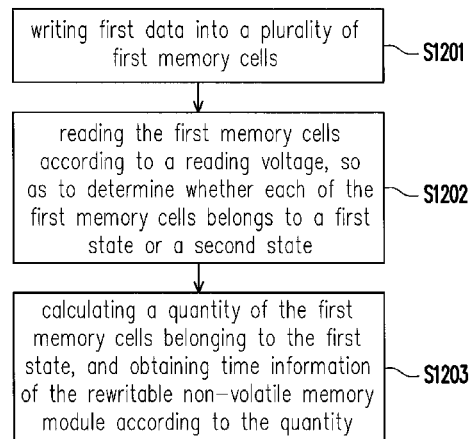 writing first data into a plurality of
first memory cells
S1201
reading the first memory cells
according to a reading voltage, so
as to determine whether each of the
first memory cells belongs to a first
state or a second state
S1202
calculating a quantity of the first
memory cells belonging to the first
state, and obtaining time information
of the rewritable non-volatile memory
module according to the quantity
S1203